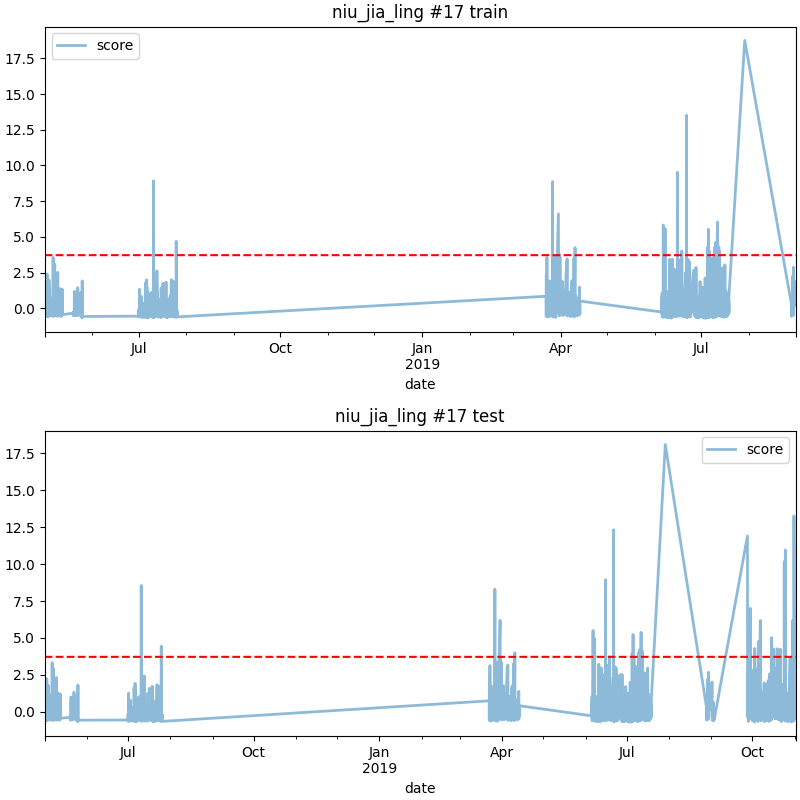 niu_jia_ling #17 train
score
17.5
15.0
12.5
10.0
7.5
5.0
2.5
0.0
Jul Oct Jan Apr Jul
2019
date
niu_jia_ling #17 test
score
17.5
15.0
12.5
10.0
7.5
5.0
2.5
0.0
Jul Oct Jan Apr Jul Oct
2019
date